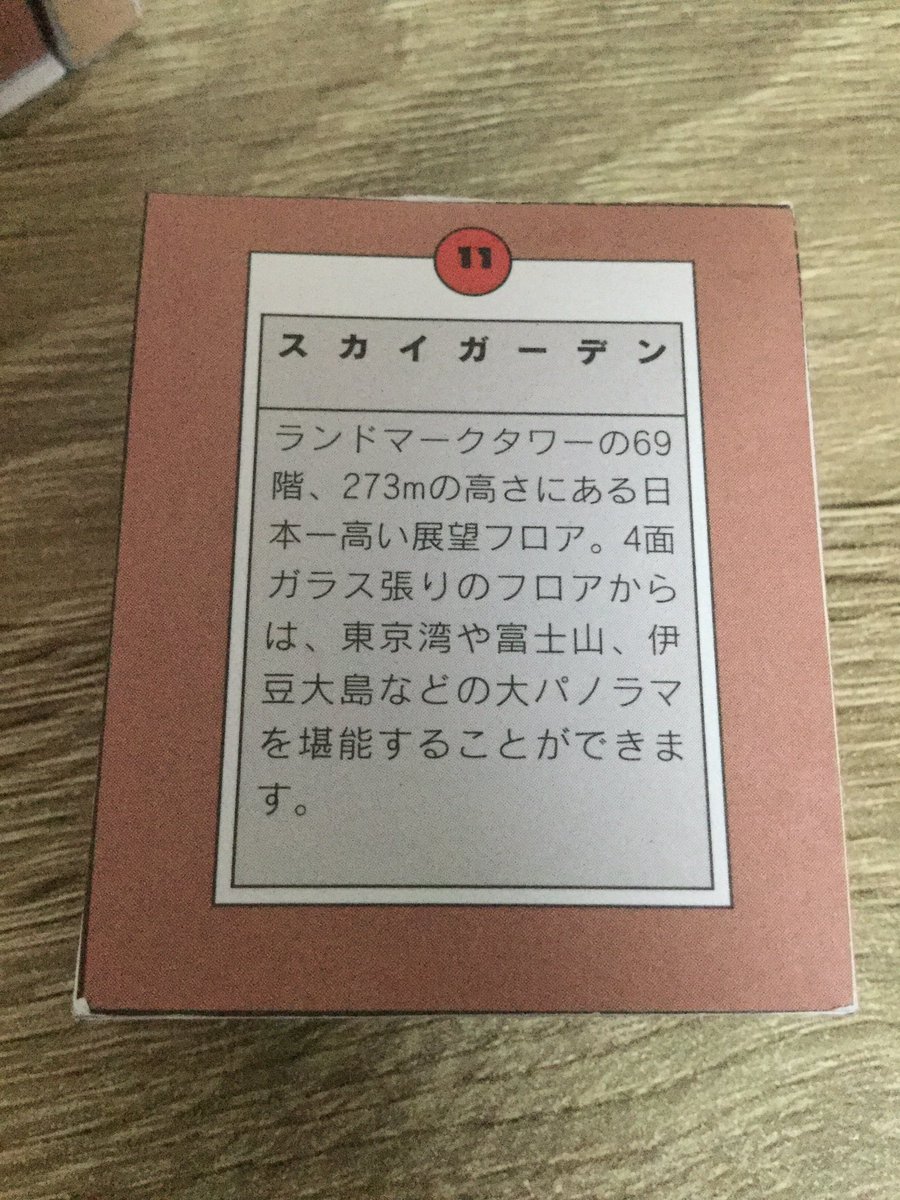 11
スカイガーデン
ランドマークタワーの69
階、273mの高さにある日
本一高い展望フロア。4面
ガラス張りのフロアから
は、東京湾や富士山、伊
豆大島などの大パノラマ
を堪能することができま
す。